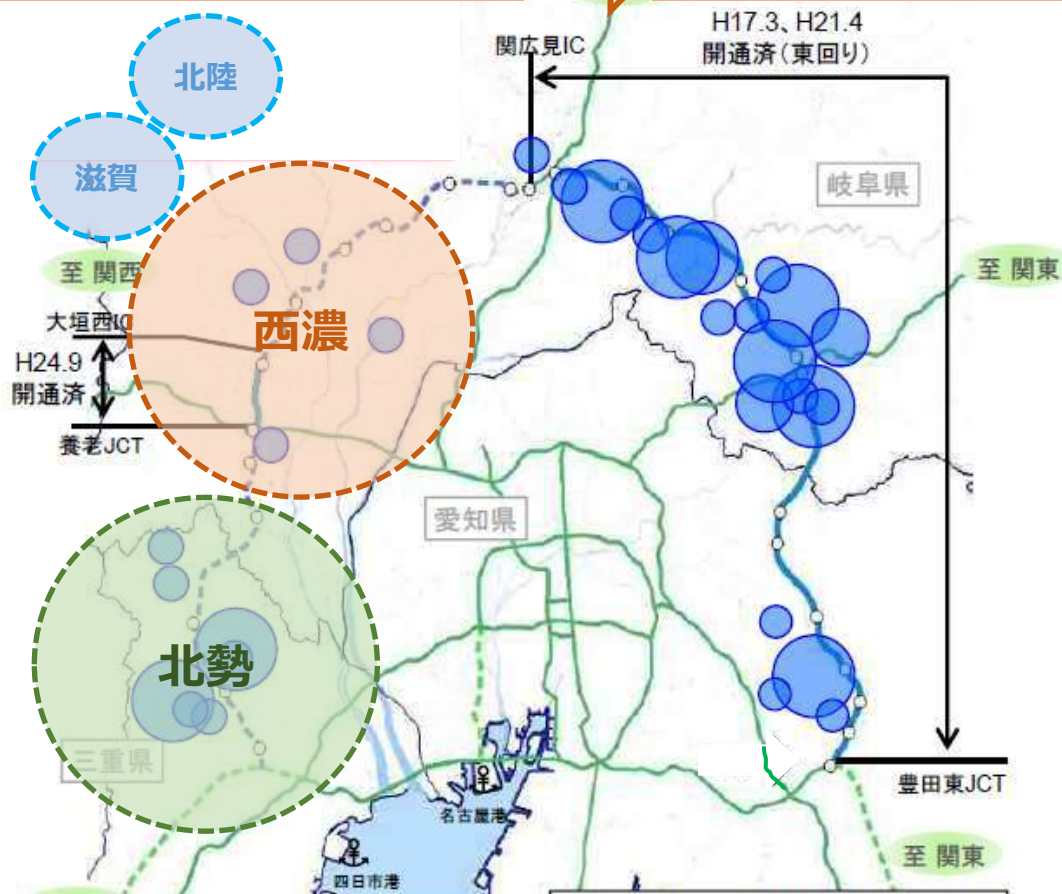 H17.3、H21.4
開通済(東回り)
関広見IC
北陸
滋賀
岐阜県
至 関西
至 関東
大垣西IC
西濃
H24.9
開通済
養老JCT
愛知県
北勢
三重県
豊田東JCT
名古屋港
至 関東
四日市港